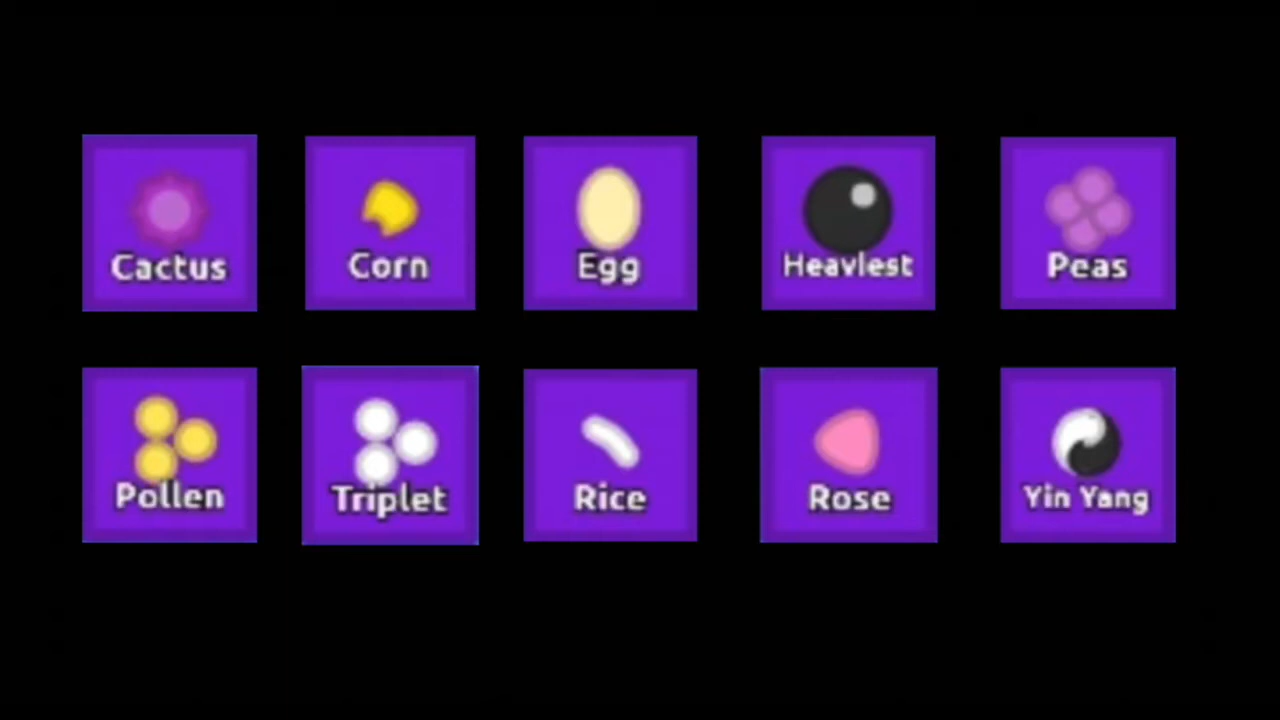 Cactus
Corn
Egg
Heaviest
Peas
Pollen
Triplet
Rice
Rose
Yin Yang